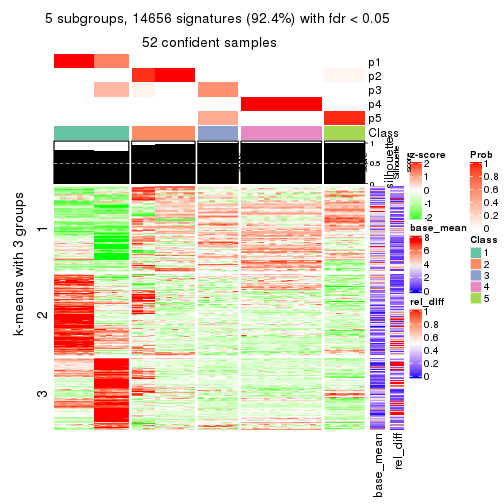 5 subgroups, 14656 signatures (92.4%) with fdr < 0.05
52 confident samples
p1
p2
p3
p4
p5
Class
1
0.5
0
silhouette
Silhouette
score
k-means with 3 groups
1
2
3
base_mean
rel_diff
z-score
2
1
0
-1
-2
base_mean
8
6
4
2
0
rel_diff
1
0.8
0.6
0.4
0.2
0
Prob
1
0.8
0.6
0.4
0.2
0
Class
1
2
3
4
5